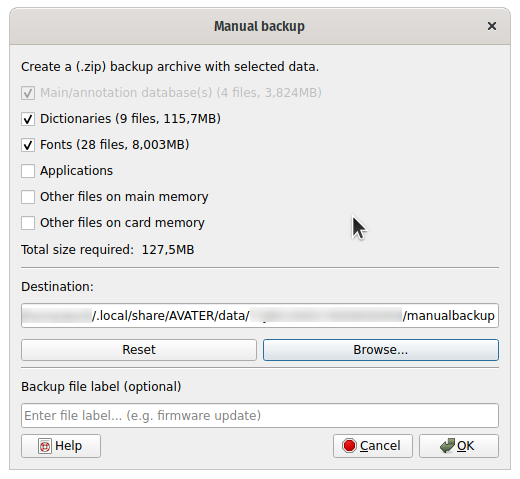 Manual backup
Create a (.zip) backup archive with selected data.
Main/annotation database(s) (4 files, 3,824MB)
Dictionaries (9 files, 115,7MB)
Fonts (28 files, 8,003MB)
Applications
Other files on main memory
Other files on card memory
Total size required: 127,5MB
Destination:
/.local/share/AVATER/data/ /manualbackup
Reset Browse...
Backup file label (optional)
Enter file label... (e.g. firmware update)
Help Cancel OK